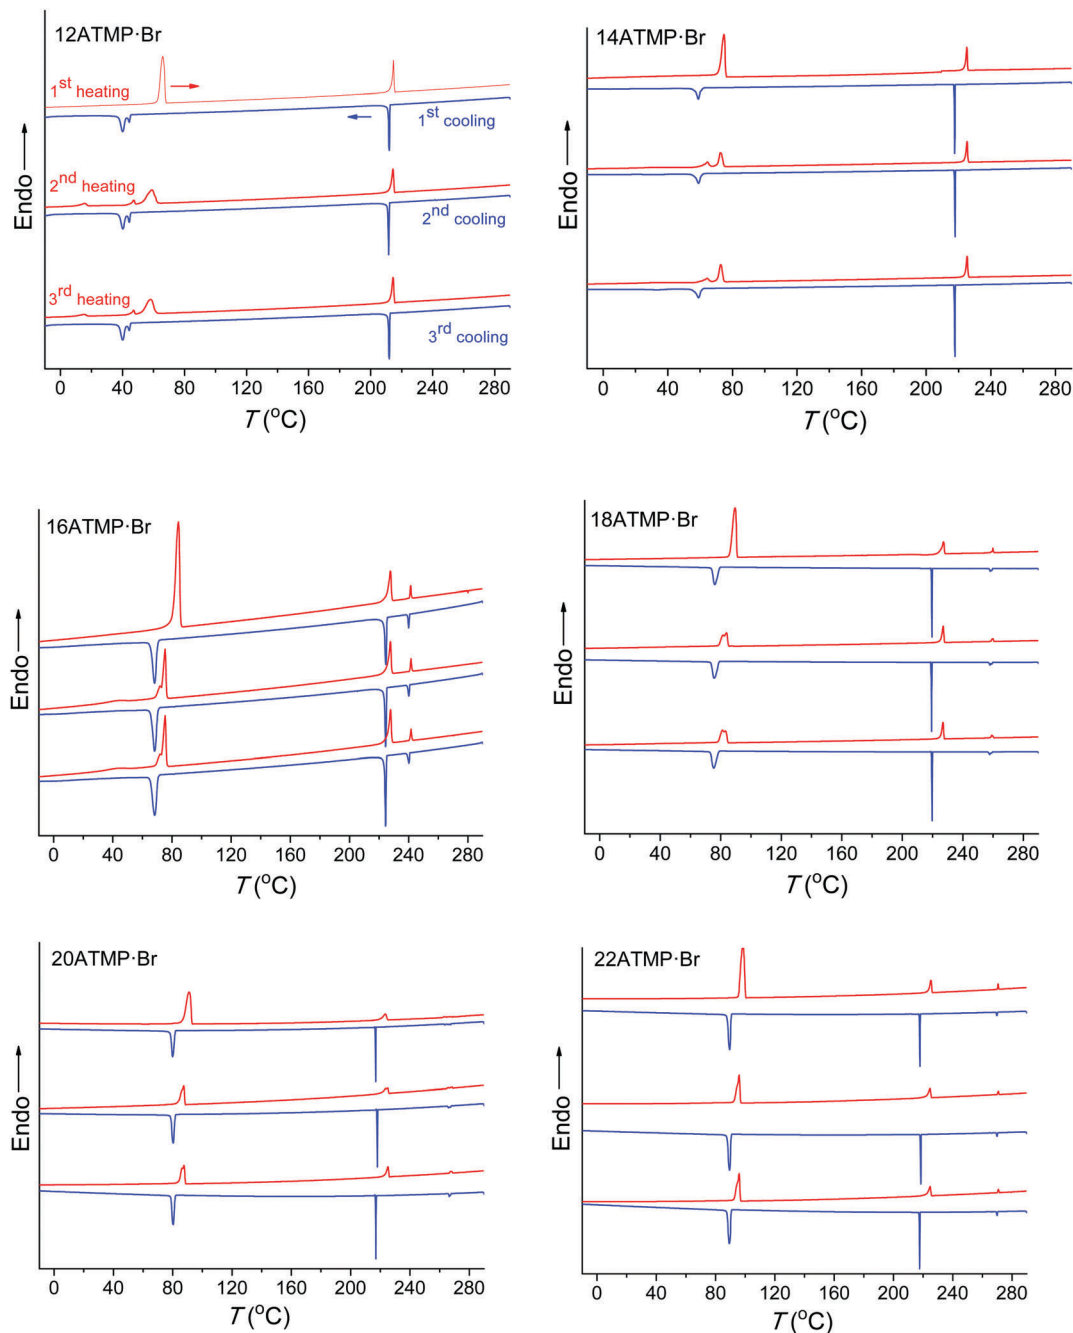 12ATMP·Br
1st heating
1st cooling
2nd heating
2nd cooling
3rd heating
3rd cooling
Endo
0 40 80 120 160 200 240 280
T (°C)
14ATMP·Br
Endo
0 40 80 120 160 200 240 280
T (°C)
16ATMP·Br
Endo
0 40 80 120 160 200 240 280
T (°C)
18ATMP·Br
Endo
0 40 80 120 160 200 240 280
T (°C)
20ATMP·Br
Endo
0 40 80 120 160 200 240 280
T (°C)
22ATMP·Br
Endo
0 40 80 120 160 200 240 280
T (°C)